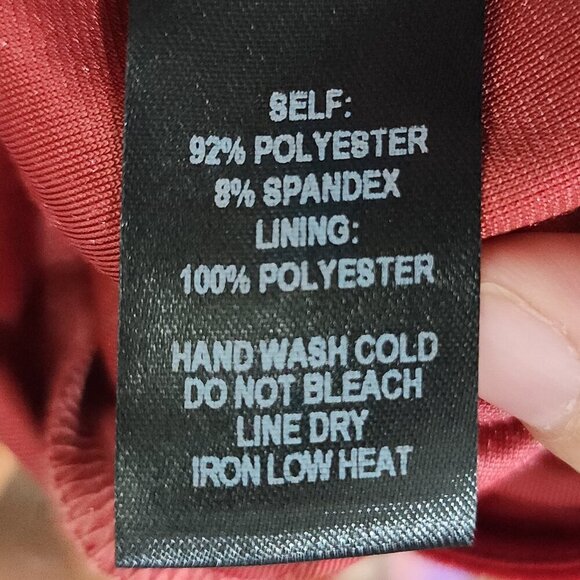 SELF:
92% POLYESTER
8% SPANDEX
LINING:
100% POLYESTER
HAND WASH COLD
DO NOT BLEACH
LINE DRY
IRON LOW HEAT